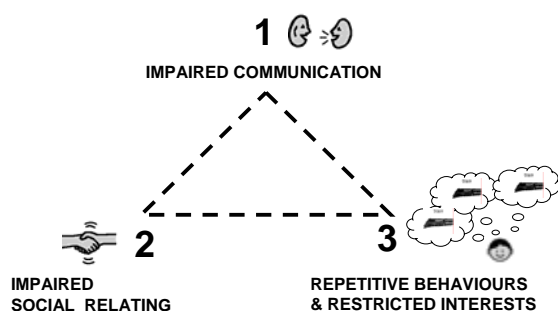 1
IMPAIRED COMMUNICATION
2
3
IMPAIRED
SOCIAL RELATING
REPETITIVE BEHAVIOURS
& RESTRICTED INTERESTS